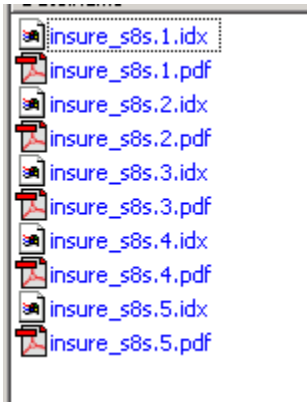 insure_s8s.1.idx
insure_s8s.1.pdf
insure_s8s.2.idx
insure_s8s.2.pdf
insure_s8s.3.idx
insure_s8s.3.pdf
insure_s8s.4.idx
insure_s8s.4.pdf
insure_s8s.5.idx
insure_s8s.5.pdf